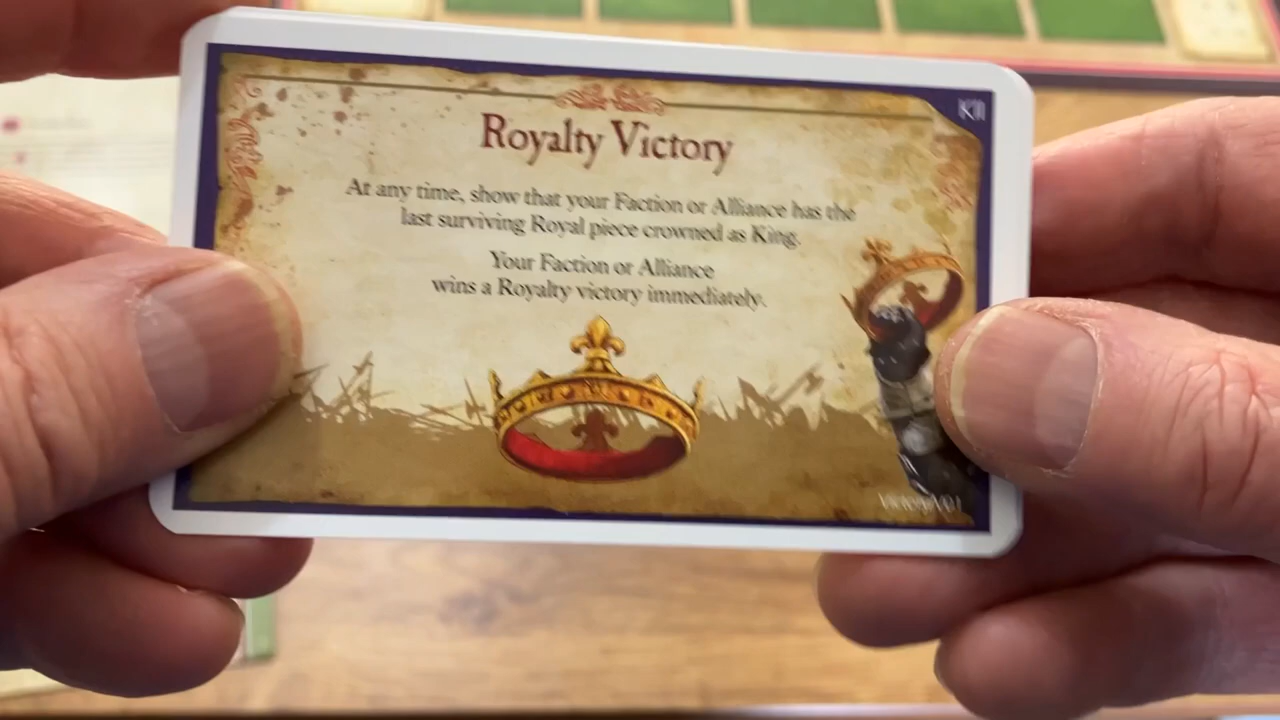 KII
Royalty Victory
At any time, show that your Faction or Alliance has the
last surviving Royal piece crowned as King.
Your Faction or Alliance
wins a Royalty victory immediately.